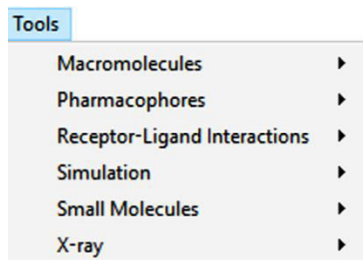 Tools
Macromolecules
Pharmacophores
Receptor-Ligand Interactions
Simulation
Small Molecules
X-ray